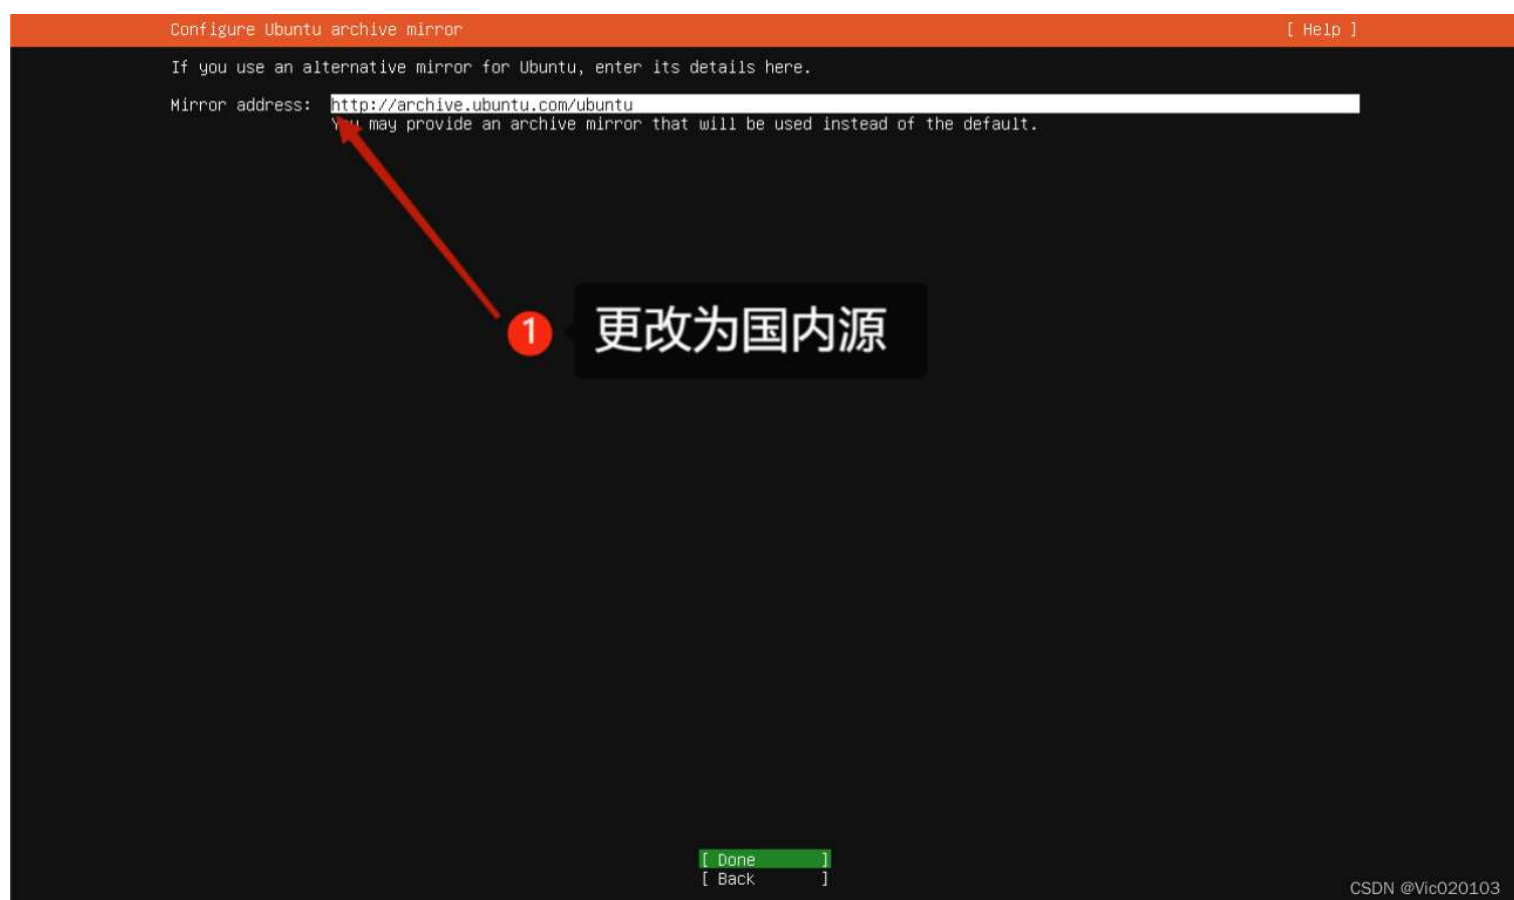 Configure Ubuntu archive mirror [ Help ]
If you use an alternative mirror for Ubuntu, enter its details here.
Mirror address: http://archive.ubuntu.com/ubuntu
You may provide an archive mirror that will be used instead of the default.
1 更改为国内源
[ Done ]
[ Back ]
CSDN @Vic020103